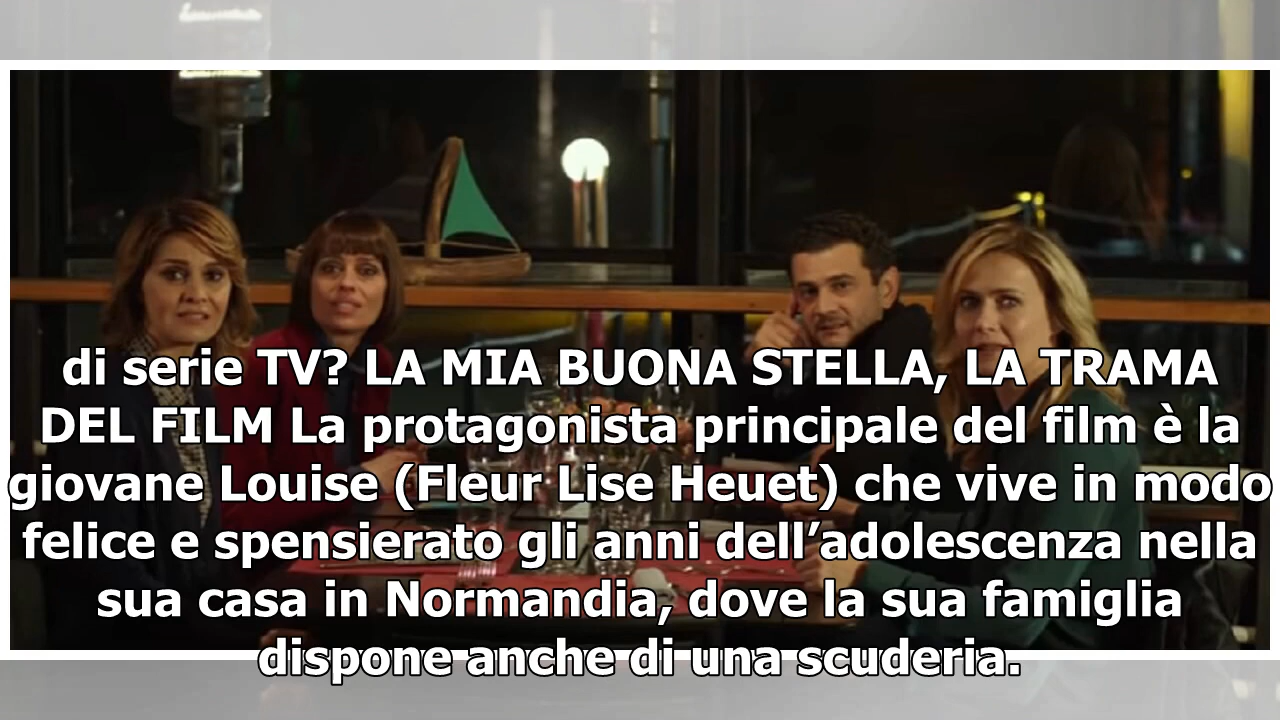 di serie TV? LA MIA BUONA STELLA, LA TRAMA
DEL FILM La protagonista principale del film è la
giovane Louise (Fleur Lise Heuet) che vive in modo
felice e spensierato gli anni dell’adolescenza nella
sua casa in Normandia, dove la sua famiglia
dispone anche di una scuderia.